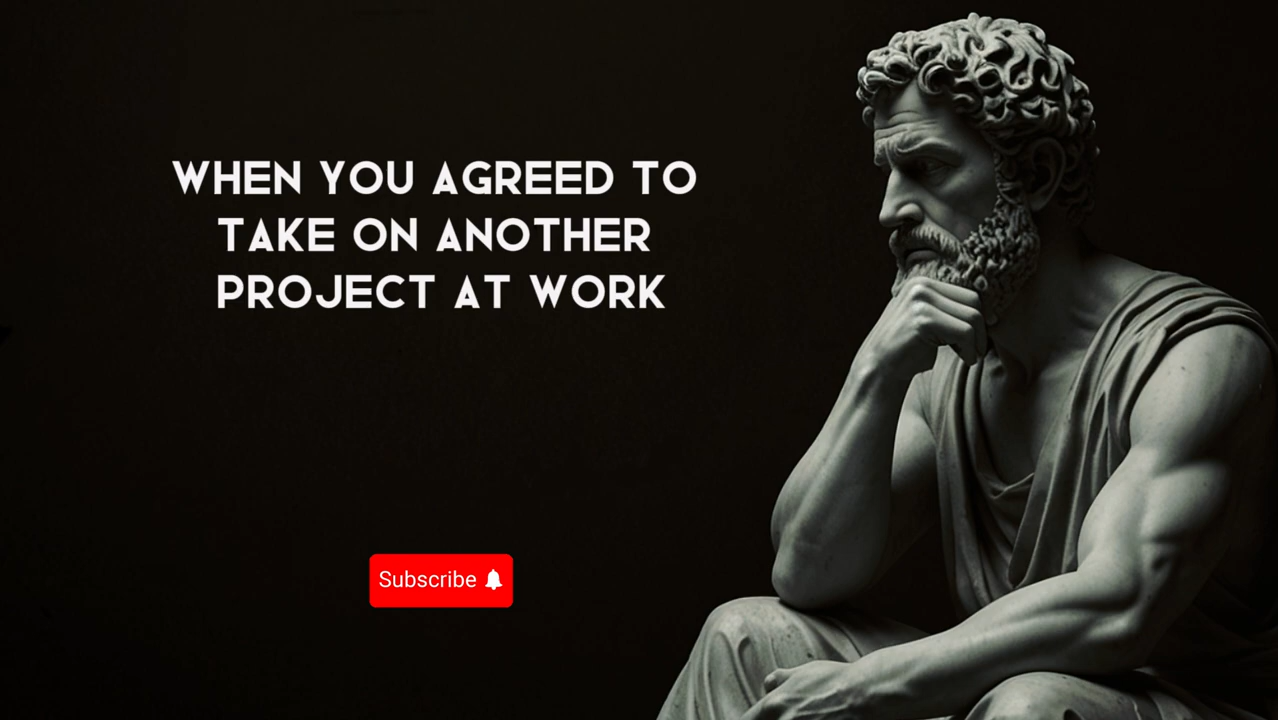 WHEN YOU AGREED TO
TAKE ON ANOTHER
PROJECT AT WORK
Subscribe